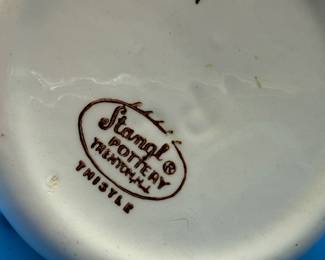 Stangl®
POTTERY
TRENTON, N.J.
THISTLE